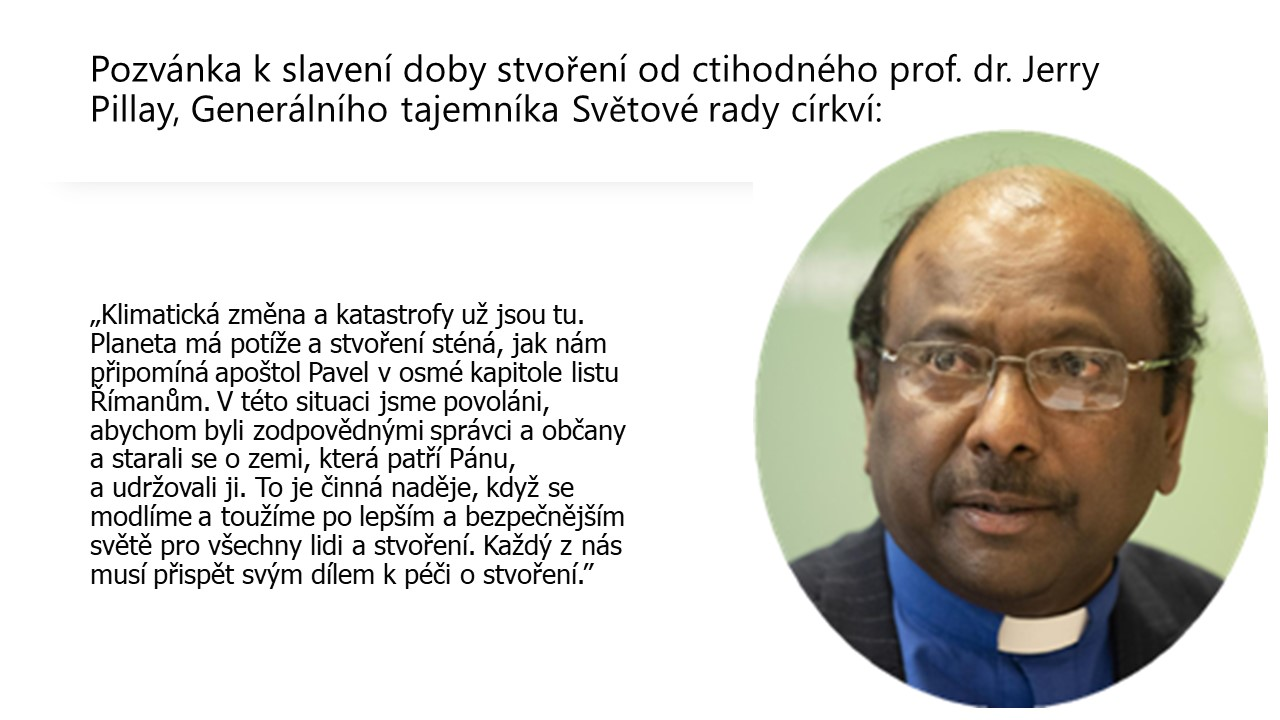 Pozvánka k slavení doby stvoření od ctihodného prof. dr. Jerry
Pillay, Generálního tajemníka Světové rady církví:
„Klimatická změna a katastrofy už jsou tu.
Planeta má potíže a stvoření sténá, jak nám
připomíná apoštol Pavel v osmé kapitole listu
Římanům. V této situaci jsme povoláni,
abychom byli zodpovědnými správci a občany
a starali se o zemi, která patří Pánu,
a udržovali ji. To je činná naděje, když se
modlíme a toužíme po lepším a bezpečnějším
světě pro všechny lidi a stvoření. Každý z nás
musí přispět svým dílem k péči o stvoření.”